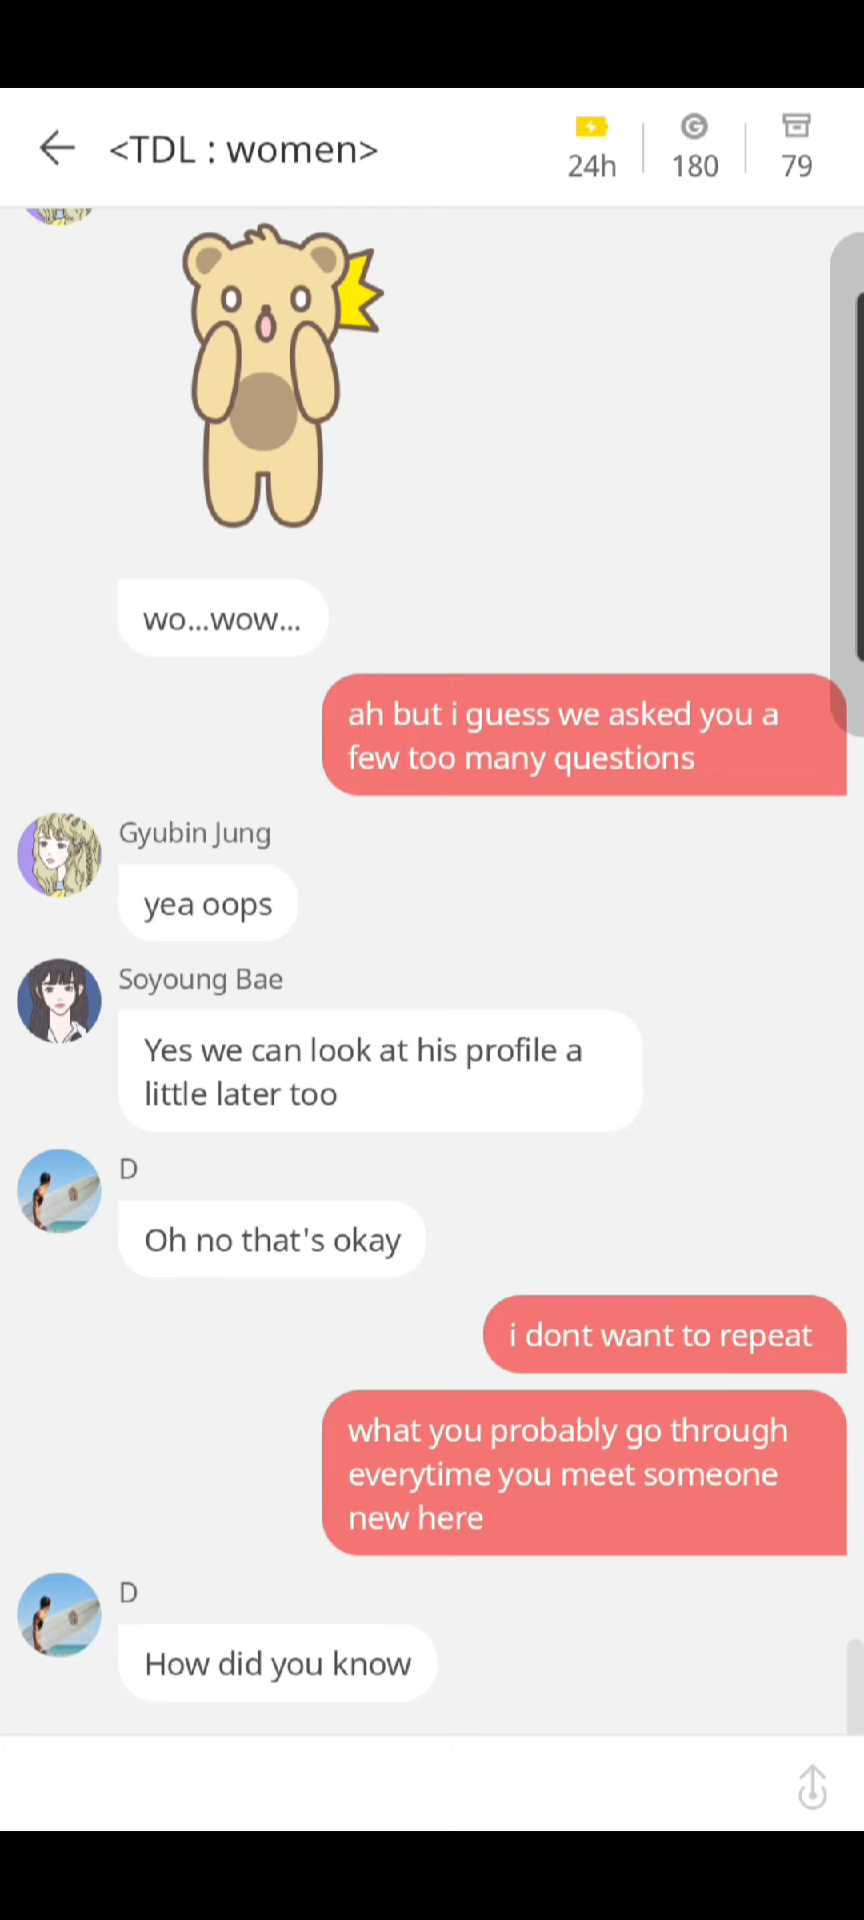 <TDL : women>
24h
180
79
wo...wow...
ah but i guess we asked you a
few too many questions
Gyubin Jung
yea oops
Soyoung Bae
Yes we can look at his profile a
little later too
D
Oh no that's okay
i dont want to repeat
what you probably go through
everytime you meet someone
new here
D
How did you know